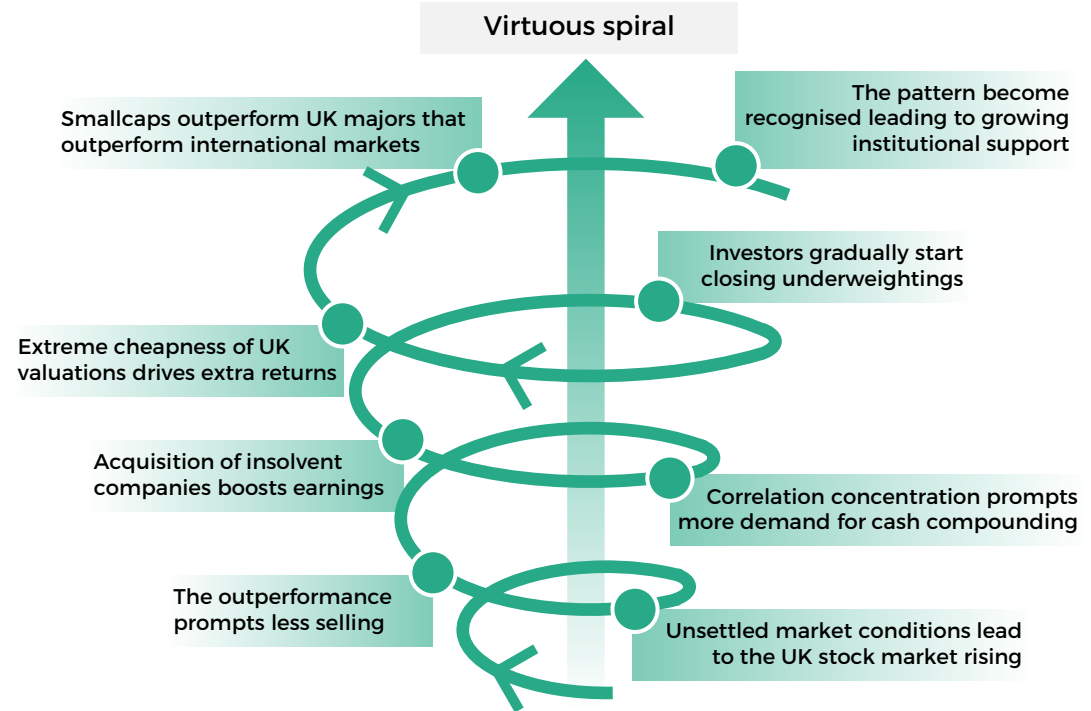 Virtuous spiral
Smallcaps outperform UK majors that
outperform international markets
The pattern become
recognised leading to growing
institutional support
Investors gradually start
closing underweightings
Extreme cheapness of UK
valuations drives extra returns
Acquisition of insolvent
companies boosts earnings
Correlation concentration prompts
more demand for cash compounding
The outperformance
prompts less selling
Unsettled market conditions lead
to the UK stock market rising